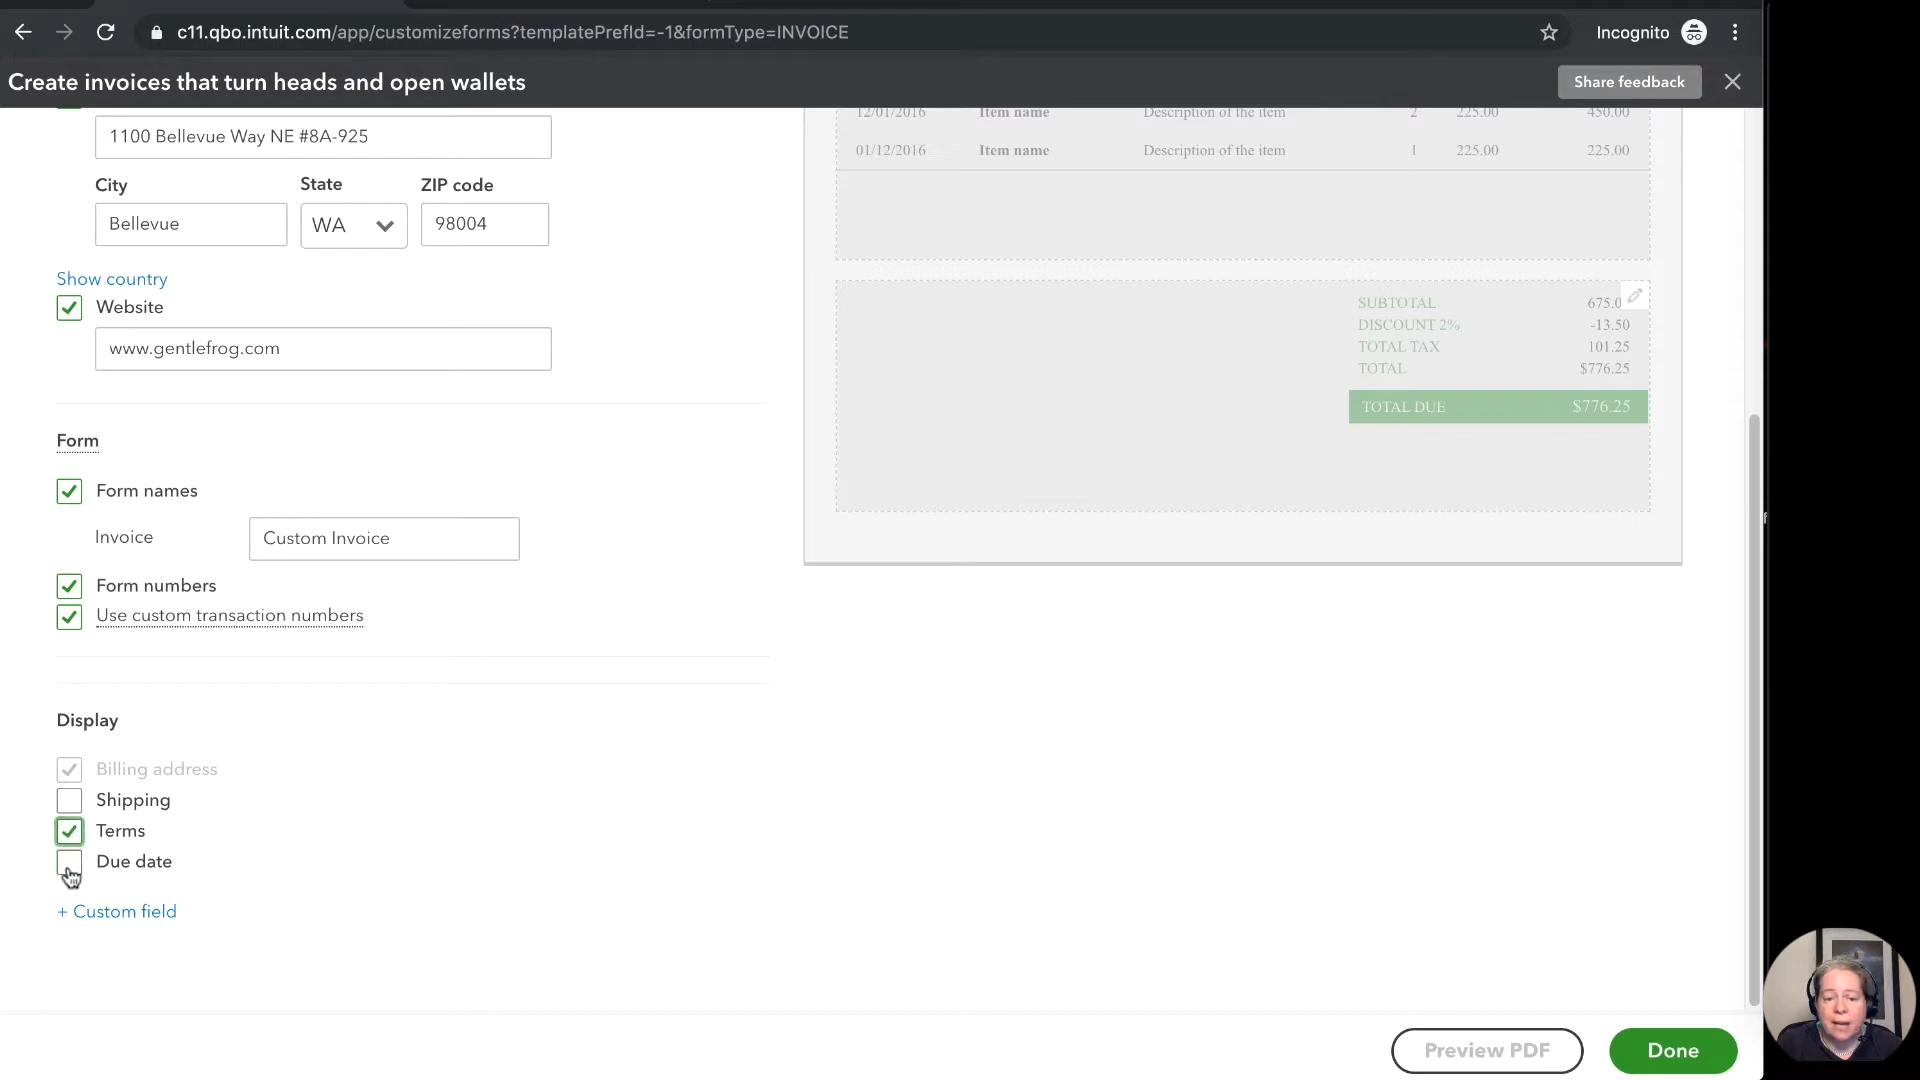 c11.qbo.intuit.com/app/customizeforms?templatePrefId=-1&formType=INVOICE
Incognito
Create invoices that turn heads and open wallets
Share feedback
1100 Bellevue Way NE #8A-925
City
State
ZIP code
Bellevue
WA
98004
Show country
Website
www.gentlefrog.com
Form
Form names
Invoice
Custom Invoice
Form numbers
Use custom transaction numbers
Display
Billing address
Shipping
Terms
Due date
+ Custom field
12/01/2016 Item name Description of the item 2 225.00 450.00
01/12/2016 Item name Description of the item 1 225.00 225.00
SUBTOTAL 675.0
DISCOUNT 2% -13.50
TOTAL TAX 101.25
TOTAL $776.25
TOTAL DUE $776.25
Preview PDF
Done